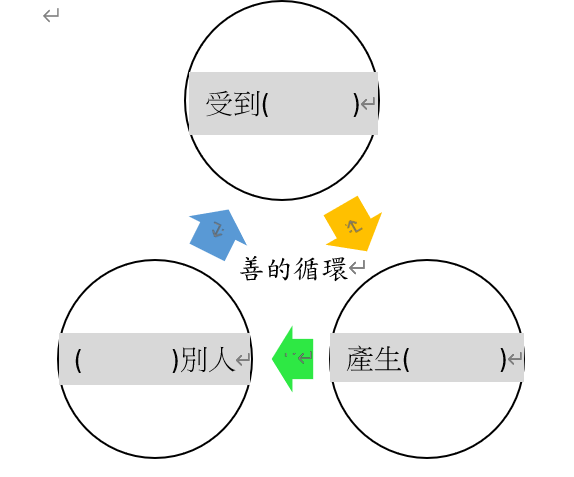 受到(            )
善的循環
(            )別人
產生(            )